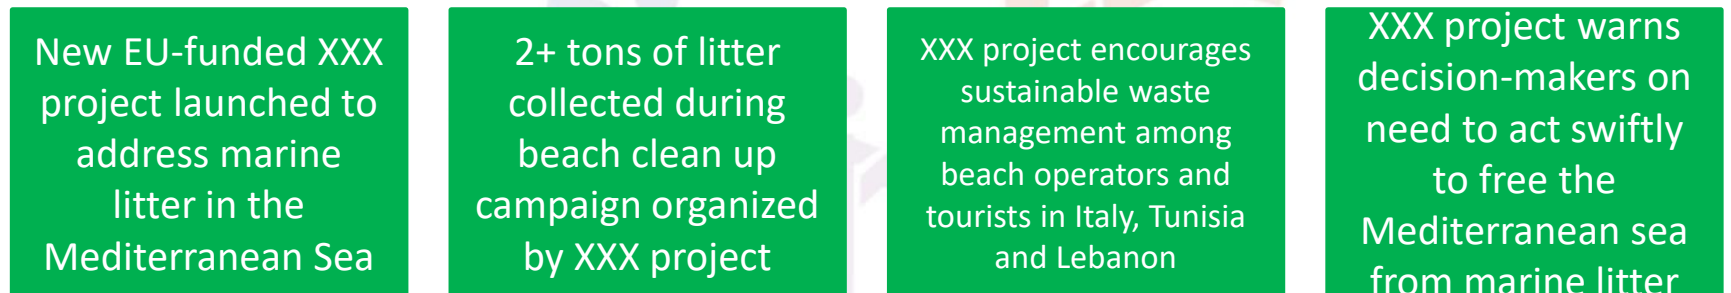 New EU-funded XXX
project launched to
address marine
litter in the
Mediterranean Sea
2+ tons of litter
collected during
beach clean up
campaign organized
by XXX project
XXX project encourages
sustainable waste
management among
beach operators and
tourists in Italy, Tunisia
and Lebanon
XXX project warns
decision-makers on
need to act swiftly
to free the
Mediterranean sea
from marine litter